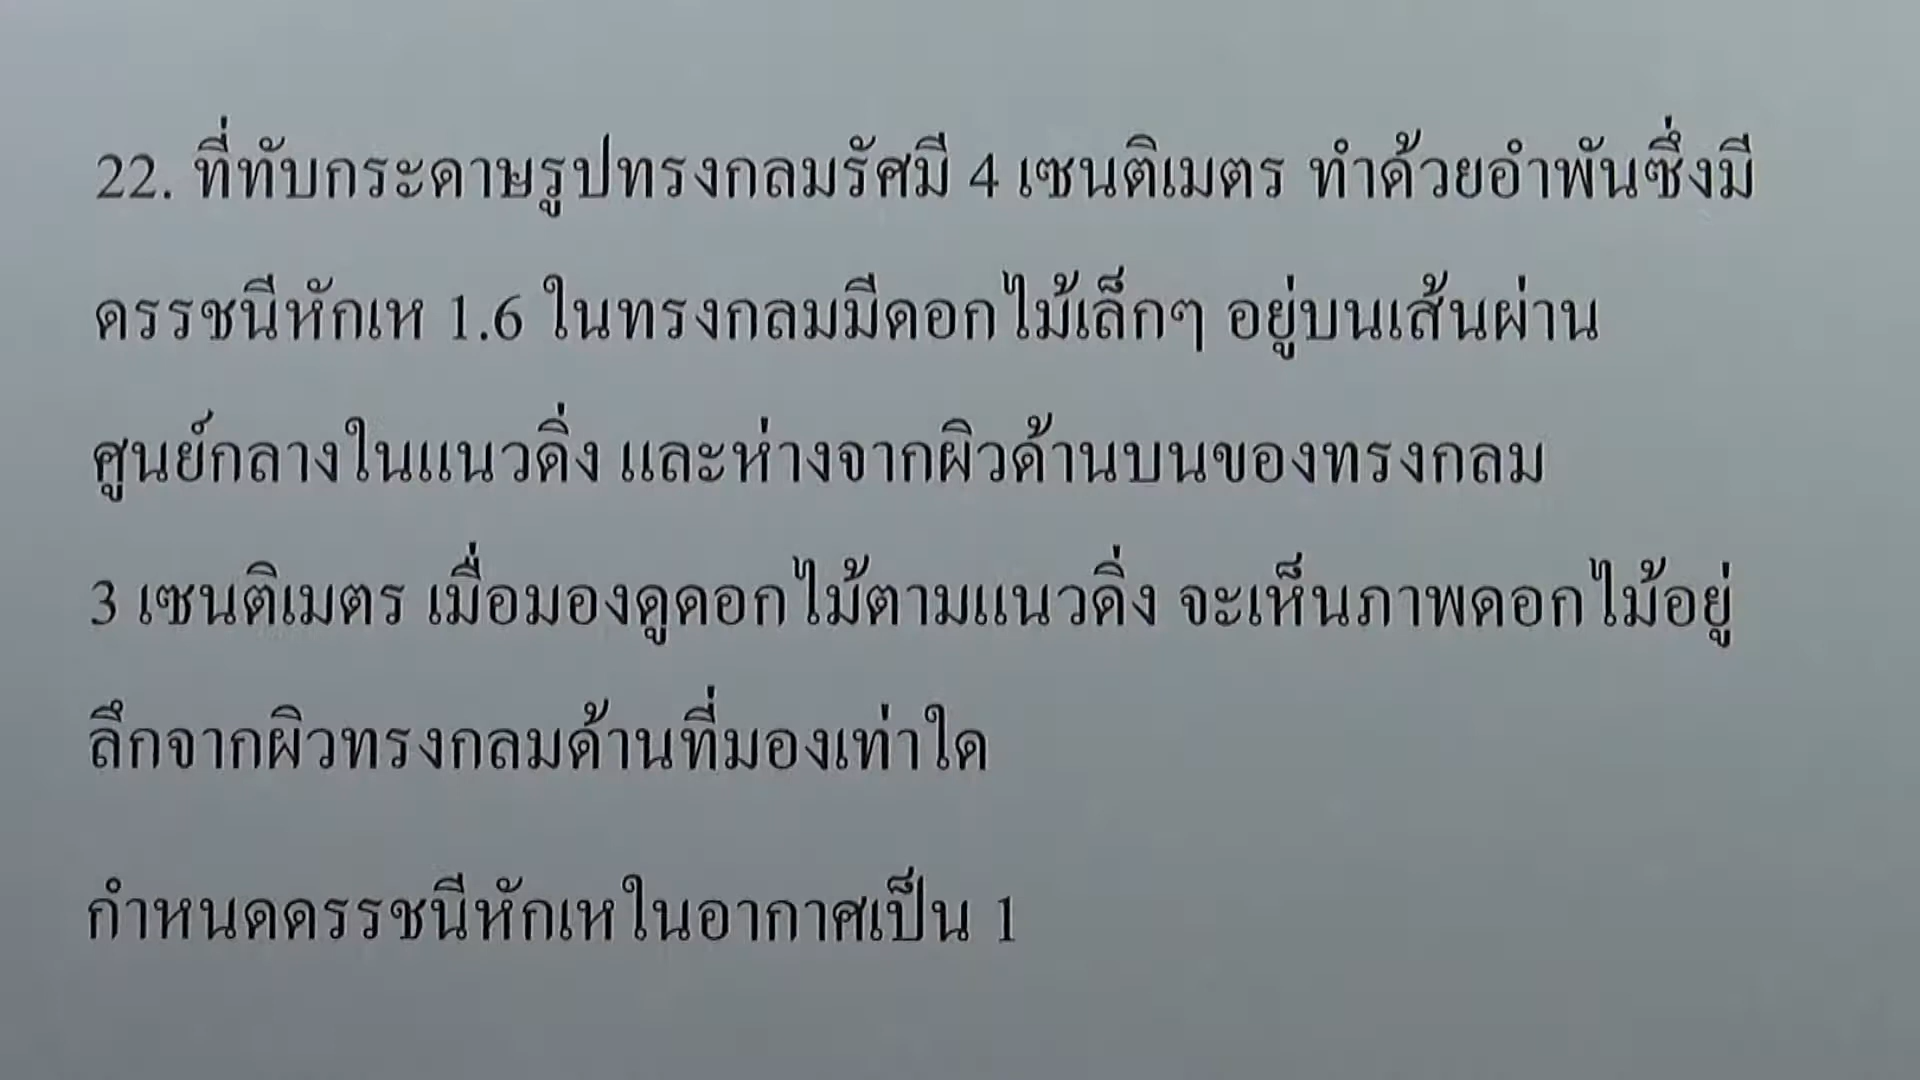 22. ที่ทับกระดาษรูปทรงกลมรัศมี 4 เซนติเมตร ทำด้วยอำพันซึ่งมี
ดรรชนีหักเห 1.6 ในทรงกลมมีดอกไม้เล็กๆ อยู่บนเส้นผ่าน
ศูนย์กลางในแนวดิ่ง และห่างจากผิวด้านบนของทรงกลม
3 เซนติเมตร เมื่อมองดูดอกไม้ตามแนวดิ่ง จะเห็นภาพดอกไม้อยู่
ลึกจากผิวทรงกลมด้านที่มองเท่าใด
กำหนดดรรชนีหักเหในอากาศเป็น 1